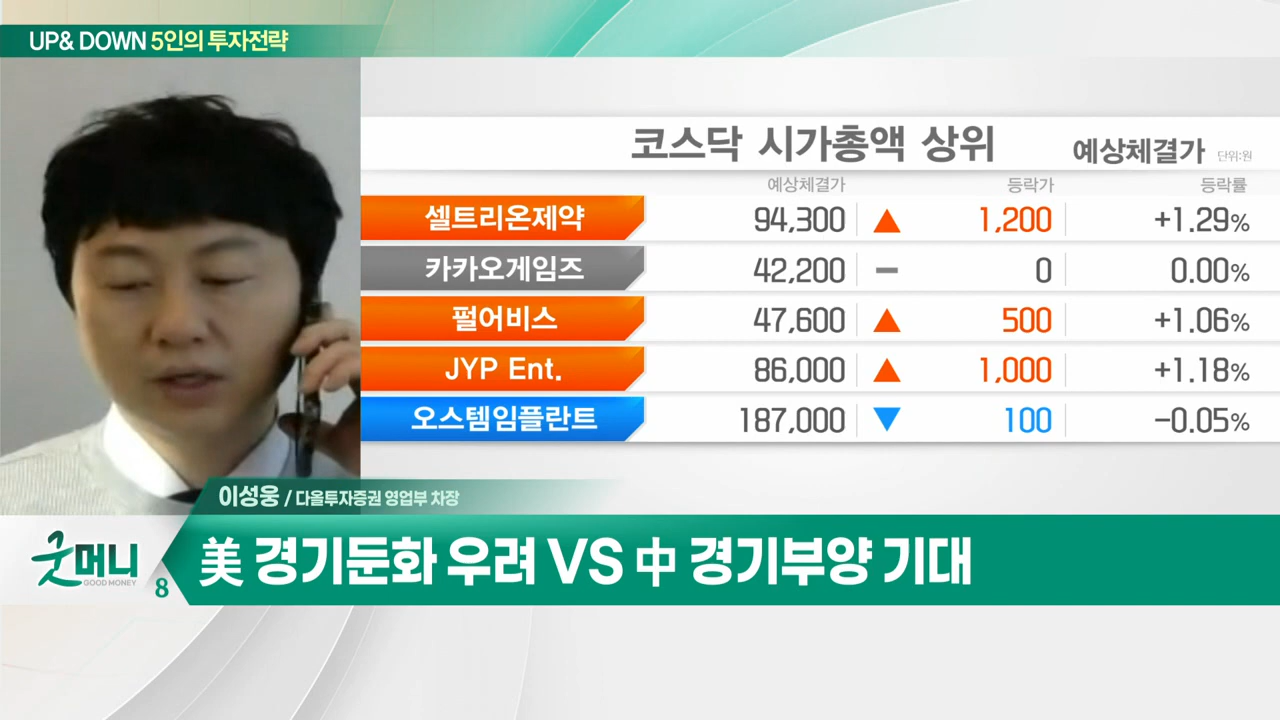 UP& DOWN 5인의 투자전략
코스닥 시가총액 상위 예상체결가 단위:원
예상체결가 등락가 등락률
셀트리온제약 94,300 ▲ 1,200 +1.29%
카카오게임즈 42,200 - 0 0.00%
펄어비스 47,600 ▲ 500 +1.06%
JYP Ent. 86,000 ▲ 1,000 +1.18%
오스템임플란트 187,000 ▼ 100 -0.05%
이성웅 / 다올투자증권 영업부 차장
굿머니
GOOD MONEY
8
美 경기둔화 우려 VS 中 경기부양 기대